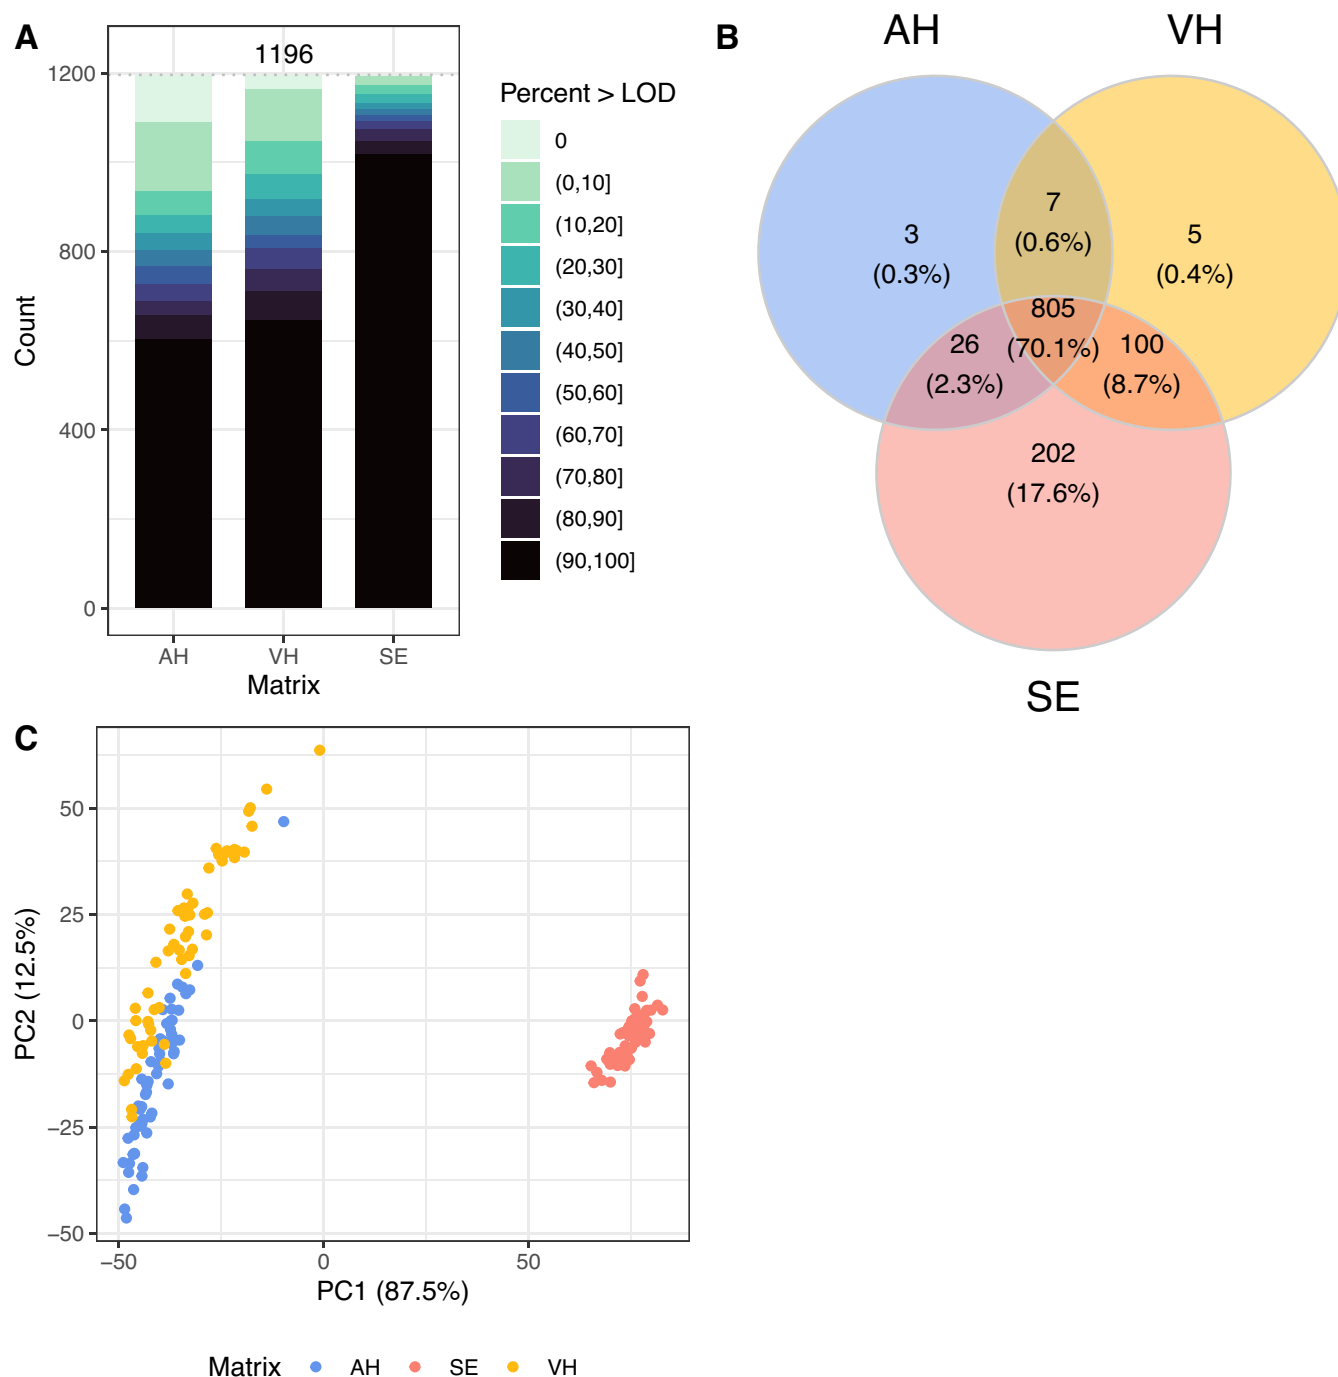 A
1196
1200
800
400
0
Count
AH
VH
SE
Matrix
Percent > LOD
0
(0,10]
(10,20]
(20,30]
(30,40]
(40,50]
(50,60]
(60,70]
(70,80]
(80,90]
(90,100]
B
AH
VH
7
(0.6%)
3
(0.3%)
5
(0.4%)
805
(70.1%)
26
(2.3%)
100
(8.7%)
202
(17.6%)
SE
C
50
25
0
−25
−50
PC2 (12.5%)
−50
0
50
PC1 (87.5%)
Matrix AH SE VH